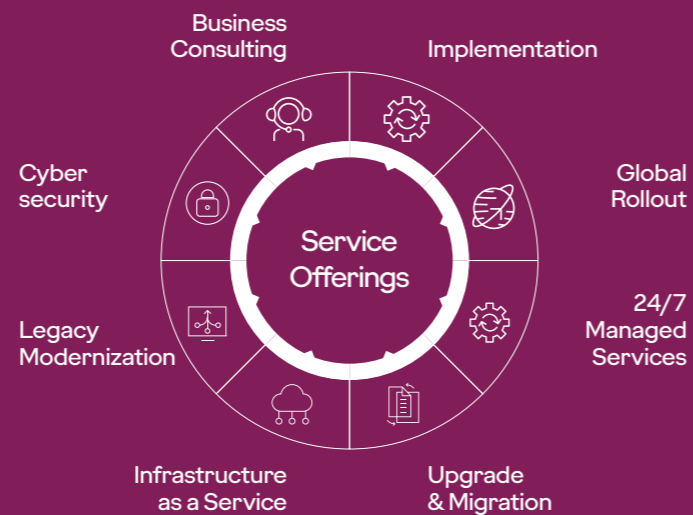 Business
Consulting
Implementation
Cyber
security
Global
Rollout
Service
Offerings
Legacy
Modernization
24/7
Managed
Services
Infrastructure
as a Service
Upgrade
& Migration